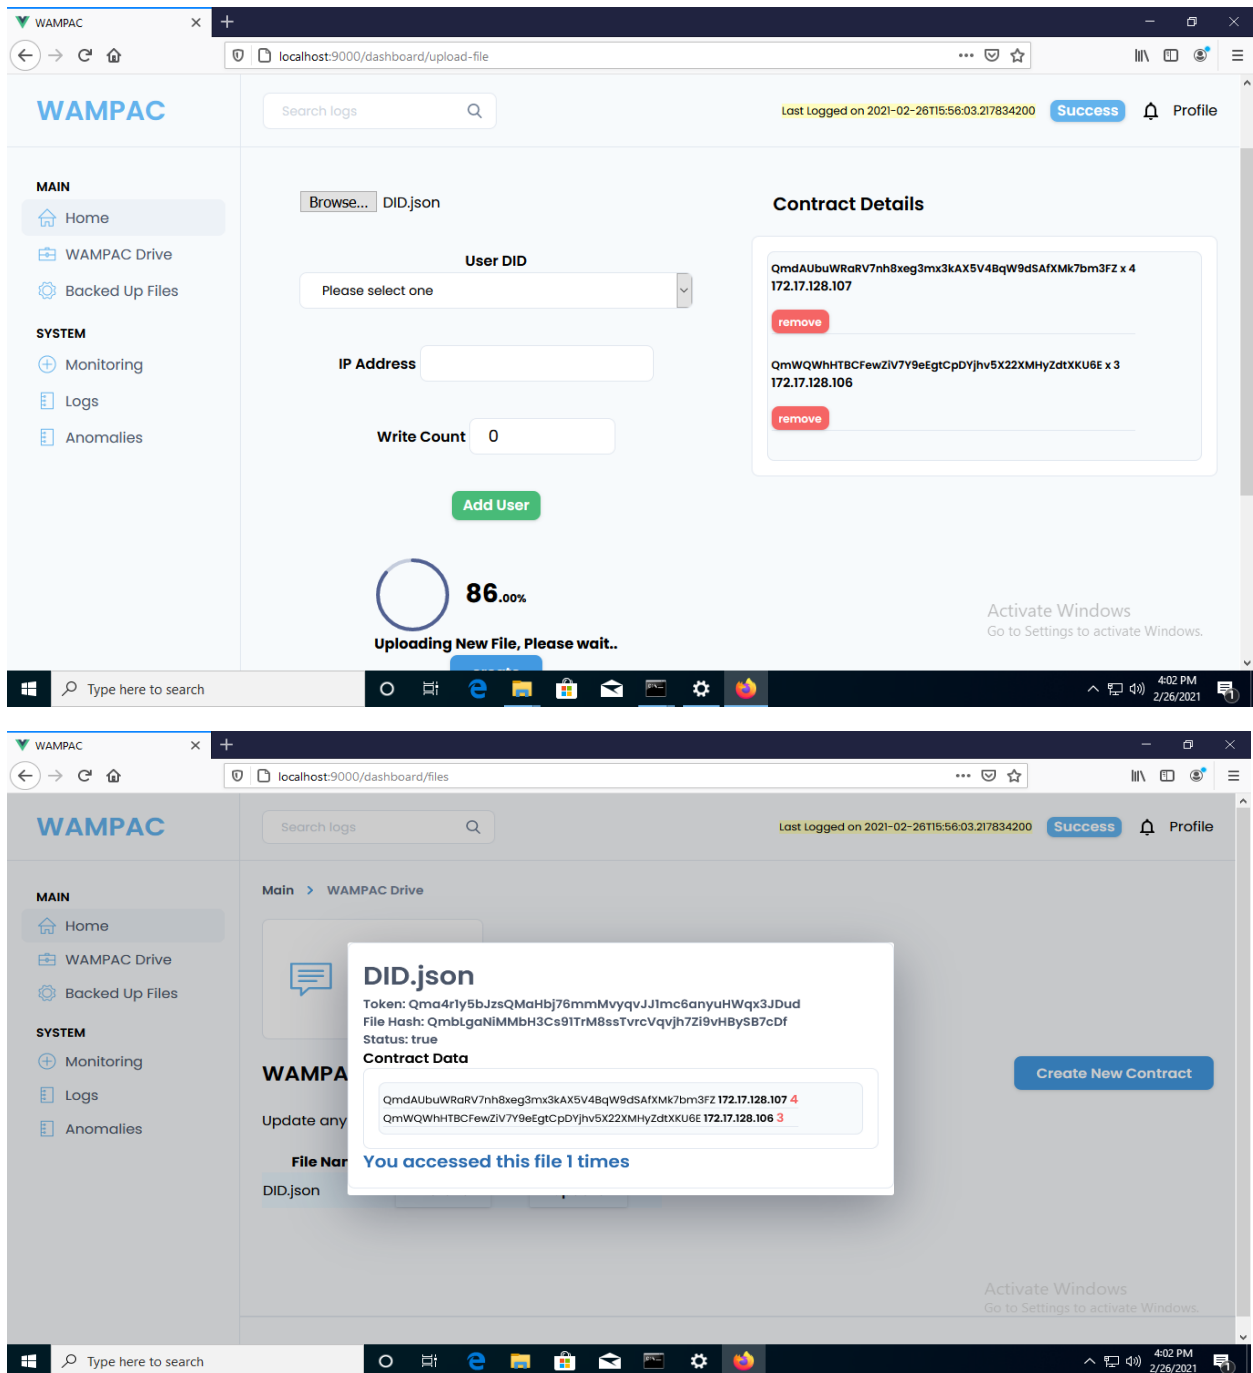 WAMPAC
localhost:9000/dashboard/upload-file
WAMPAC
Search logs
Last Logged on 2021-02-26T15:56:03.217834200
Success
Profile
MAIN
Home
WAMPAC Drive
Backed Up Files
SYSTEM
Monitoring
Logs
Anomalies
Browse... DID.json
User DID
Please select one
IP Address
Write Count 0
Add User
86.00%
Uploading New File, Please wait..
Contract Details
QmdAUbuWRaRV7nh8xeg3mx3kAX5V4BqW9dSAfXMk7bm3FZ x 4
172.17.128.107
remove
QmWQWhHTBCFewZiV7Y9eEgtCpDYjhv5X22XMHyZdtXKU6E x 3
172.17.128.106
remove
Activate Windows
Go to Settings to activate Windows.
Type here to search
4:02 PM
2/26/2021
1
WAMPAC
localhost:9000/dashboard/files
WAMPAC
Search logs
Last Logged on 2021-02-26T15:56:03.217834200
Success
Profile
MAIN
Home
WAMPAC Drive
Backed Up Files
SYSTEM
Monitoring
Logs
Anomalies
Main > WAMPAC Drive
DID.json
Token: Qma4r1y5bJzsQMaHbj76mmMvyqvJJ1mc6anyuHWqx3JDud
File Hash: QmbLgaNiMMbH3Cs91TrM8ssTvrcVqvjh7Zi9vHBySB7cDf
Status: true
Contract Data
QmdAUbuWRaRV7nh8xeg3mx3kAX5V4BqW9dSAfXMk7bm3FZ 172.17.128.107 4
QmWQWhHTBCFewZiV7Y9eEgtCpDYjhv5X22XMHyZdtXKU6E 172.17.128.106 3
You accessed this file 1 times
WAMPA
Create New Contract
Update any
File Nar
DID.json
Activate Windows
Go to Settings to activate Windows.
Type here to search
4:02 PM
2/26/2021
1